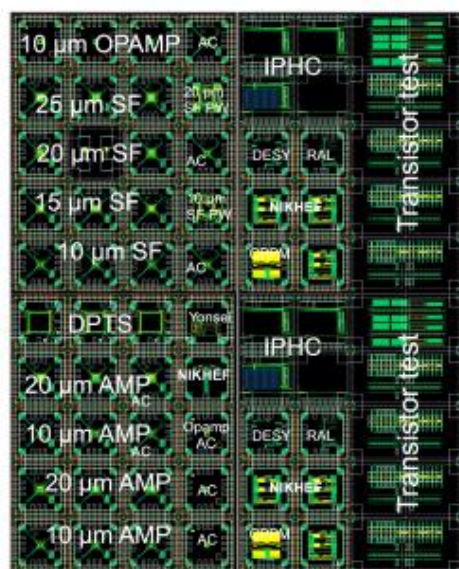 10 µm OPAMP AC
IPHC
25 µm SF 20 µm SF PW
20 µm SF AC
DESY RAL
15 µm SF 10 µm SF PW
NIKHEF
10 µm SF AC
CPPM
Transistor test
DPTS Yonsai
IPHC
20 µm AMP AC NIKHEF
10 µm AMP AC Opamp AC
DESY RAL
20 µm AMP AC
NIKHEF
10 µm AMP AC
CPPM
Transistor test